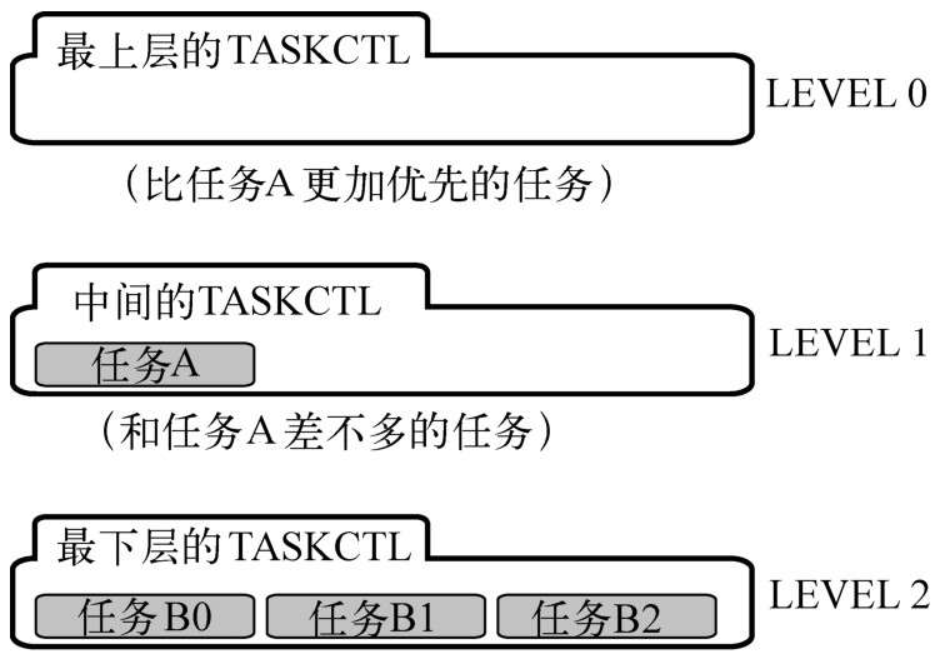 最上层的TASKCTL
LEVEL 0
（比任务A更加优先的任务）
中间的TASKCTL
任务A
LEVEL 1
（和任务A差不多的任务）
最下层的TASKCTL
任务B0 任务B1 任务B2
LEVEL 2